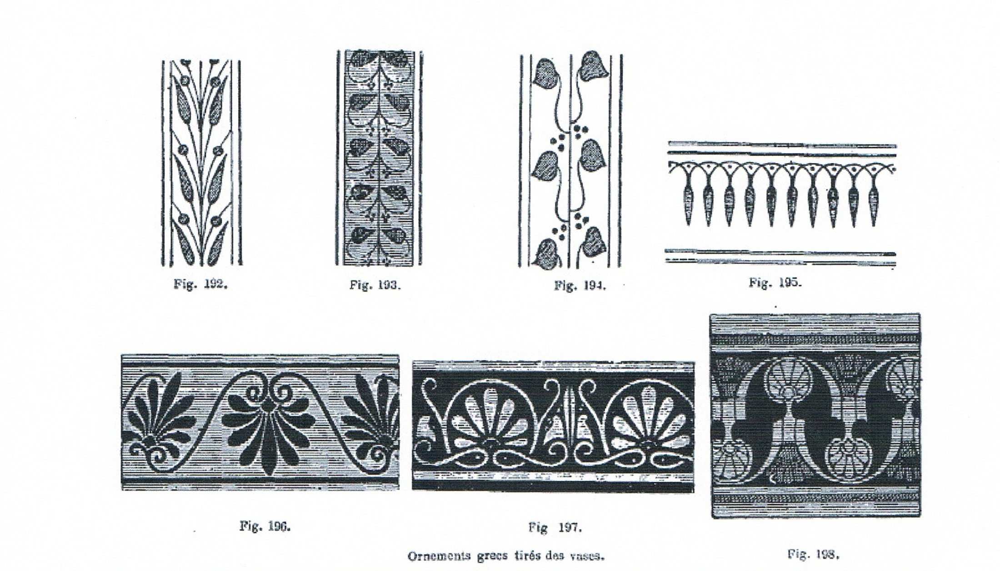 Fig. 192.
Fig. 193.
Fig. 194.
Fig. 195.
Fig. 196.
Fig 197.
Fig. 198.
Ornements grecs tirés des vases.